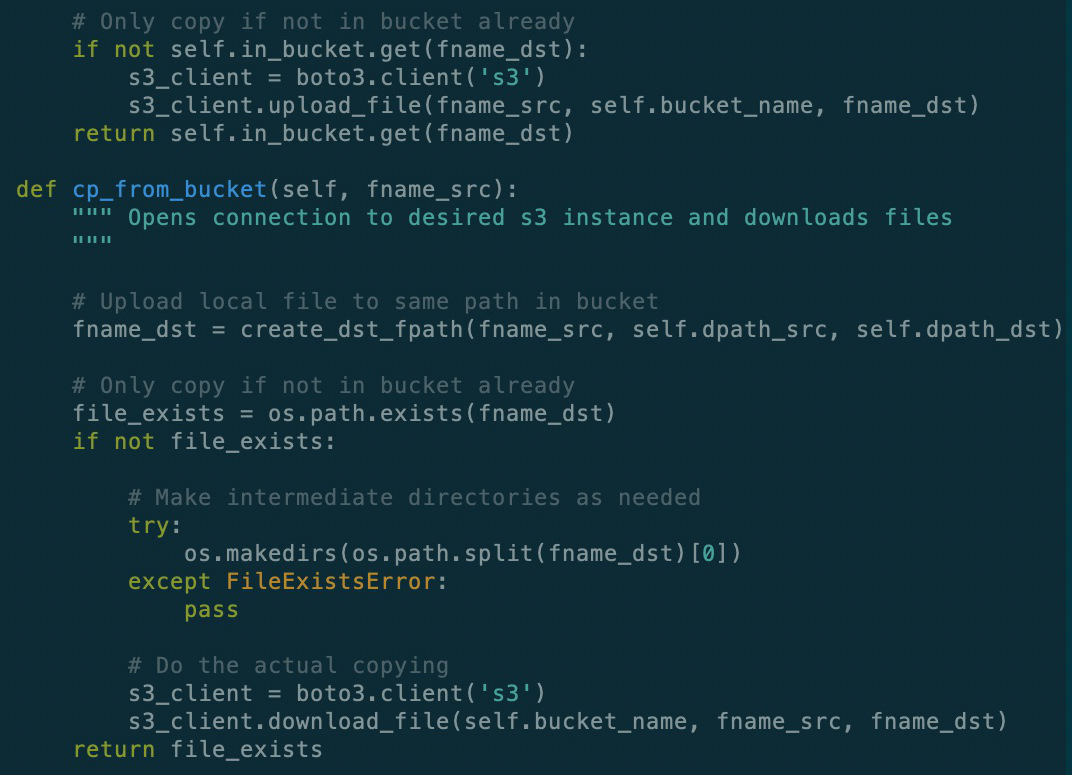 # Only copy if not in bucket already
if not self.in_bucket.get(fname_dst):
s3_client = boto3.client('s3')
s3_client.upload_file(fname_src, self.bucket_name, fname_dst)
return self.in_bucket.get(fname_dst)
def cp_from_bucket(self, fname_src):
""" Opens connection to desired s3 instance and downloads files
"""
# Upload local file to same path in bucket
fname_dst = create_dst_fpath(fname_src, self.dpath_src, self.dpath_dst)
# Only copy if not in bucket already
file_exists = os.path.exists(fname_dst)
if not file_exists:
# Make intermediate directories as needed
try:
os.makedirs(os.path.split(fname_dst)[0])
except FileExistsError:
pass
# Do the actual copying
s3_client = boto3.client('s3')
s3_client.download_file(self.bucket_name, fname_src, fname_dst)
return file_exists